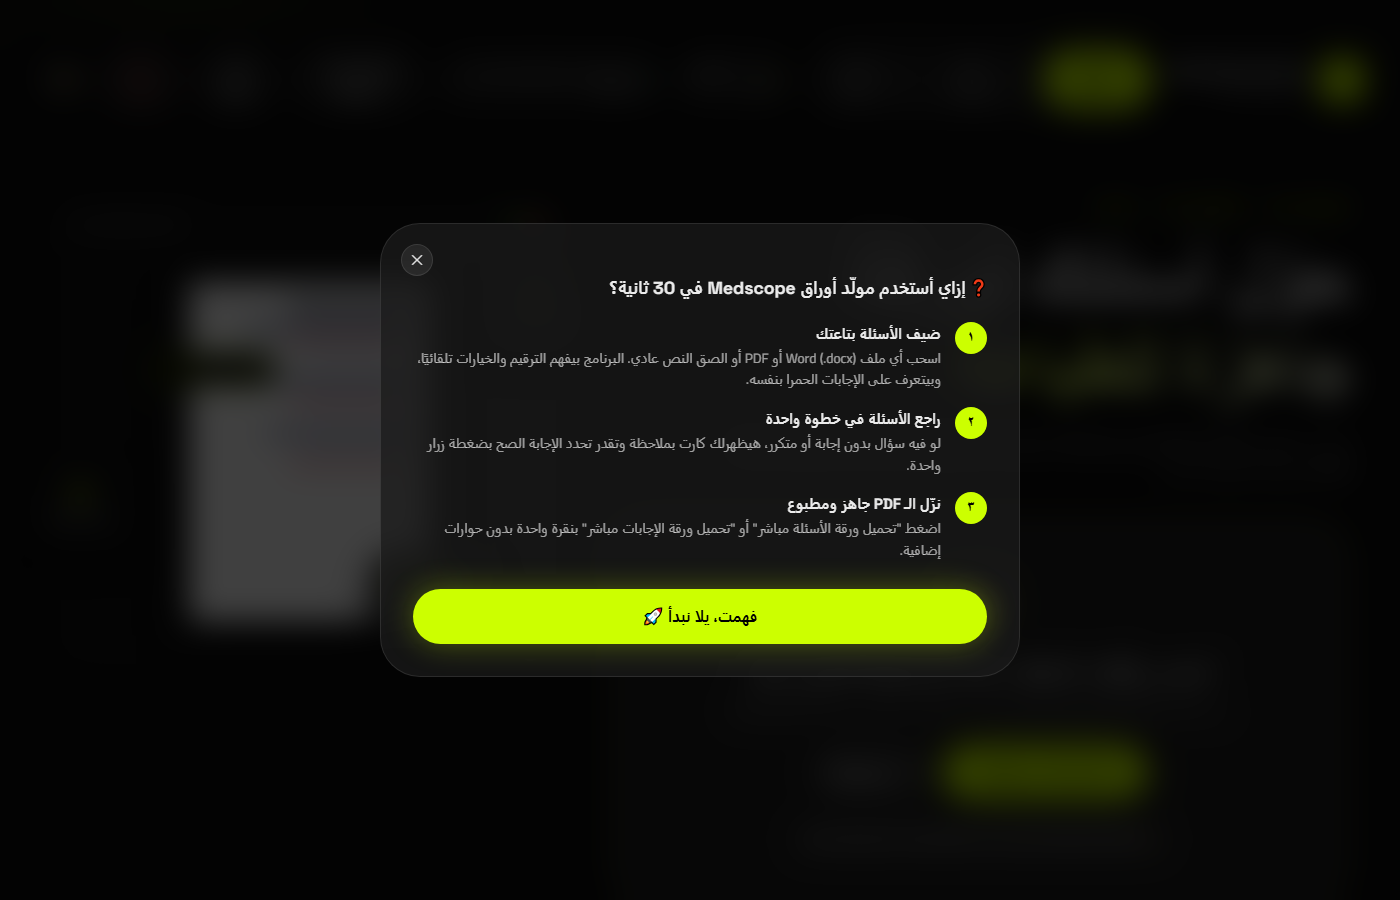 ❓ إزاي أستخدم مولّد أوراق Medscope في 30 ثانية؟
١
ضيف الأسئلة بتاعتك
اسحب أي ملف Word (.docx) أو PDF أو الصق النص عادي. البرنامج بيفهم الترقيم والخيارات تلقائيًا،
وبيتعرف على الإجابات الحمرا بنفسه.
٢
راجع الأسئلة في خطوة واحدة
لو فيه سؤال بدون إجابة أو متكرر، هيظهرلك كارت بملاحظة وتقدر تحدد الإجابة الصح بضغطة زرار
واحدة.
٣
نزّل الـ PDF جاهز ومطبوع
اضغط "تحميل ورقة الأسئلة مباشر" أو "تحميل ورقة الإجابات مباشر" بنقرة واحدة بدون حوارات
إضافية.
فهمت، يلا نبدأ 🚀